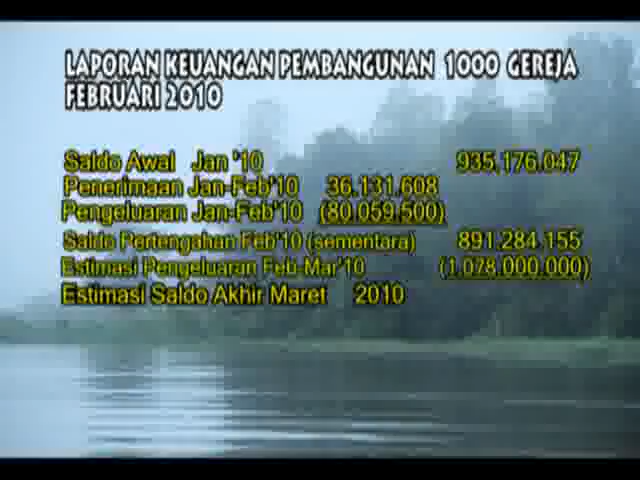 LAPORAN KEUANGAN PEMBANGUNAN 1000 GEREJA
FEBRUARI 2010
Saldo Awal Jan '10 935,176,047
Penerimaan Jan-Feb'10 36,131,608
Pengeluaran Jan-Feb'10 (80,059,500)
Saldo Pertengahan Feb'10 (sementara) 891,284,155
Estimasi Pengeluaran Feb-Mar'10 (1,078,000,000)
Estimasi Saldo Akhir Maret 2010